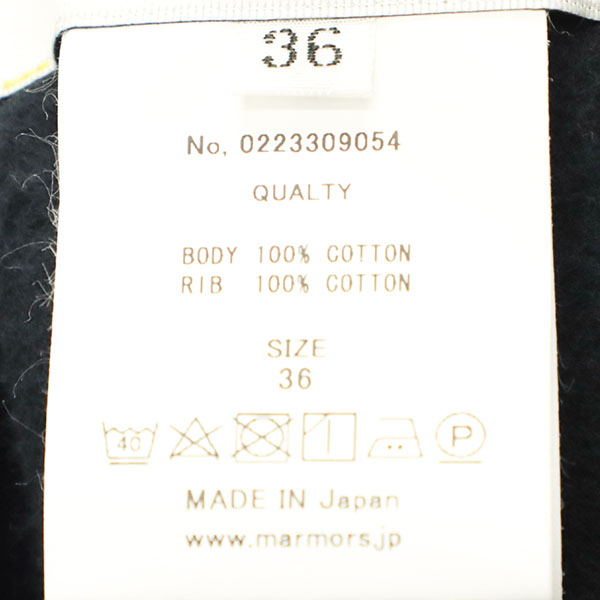 36
No, 0223309054
QUALTY
BODY 100% COTTON
RIB 100% COTTON
SIZE
36
40 P
MADE IN Japan
www.marmors.jp